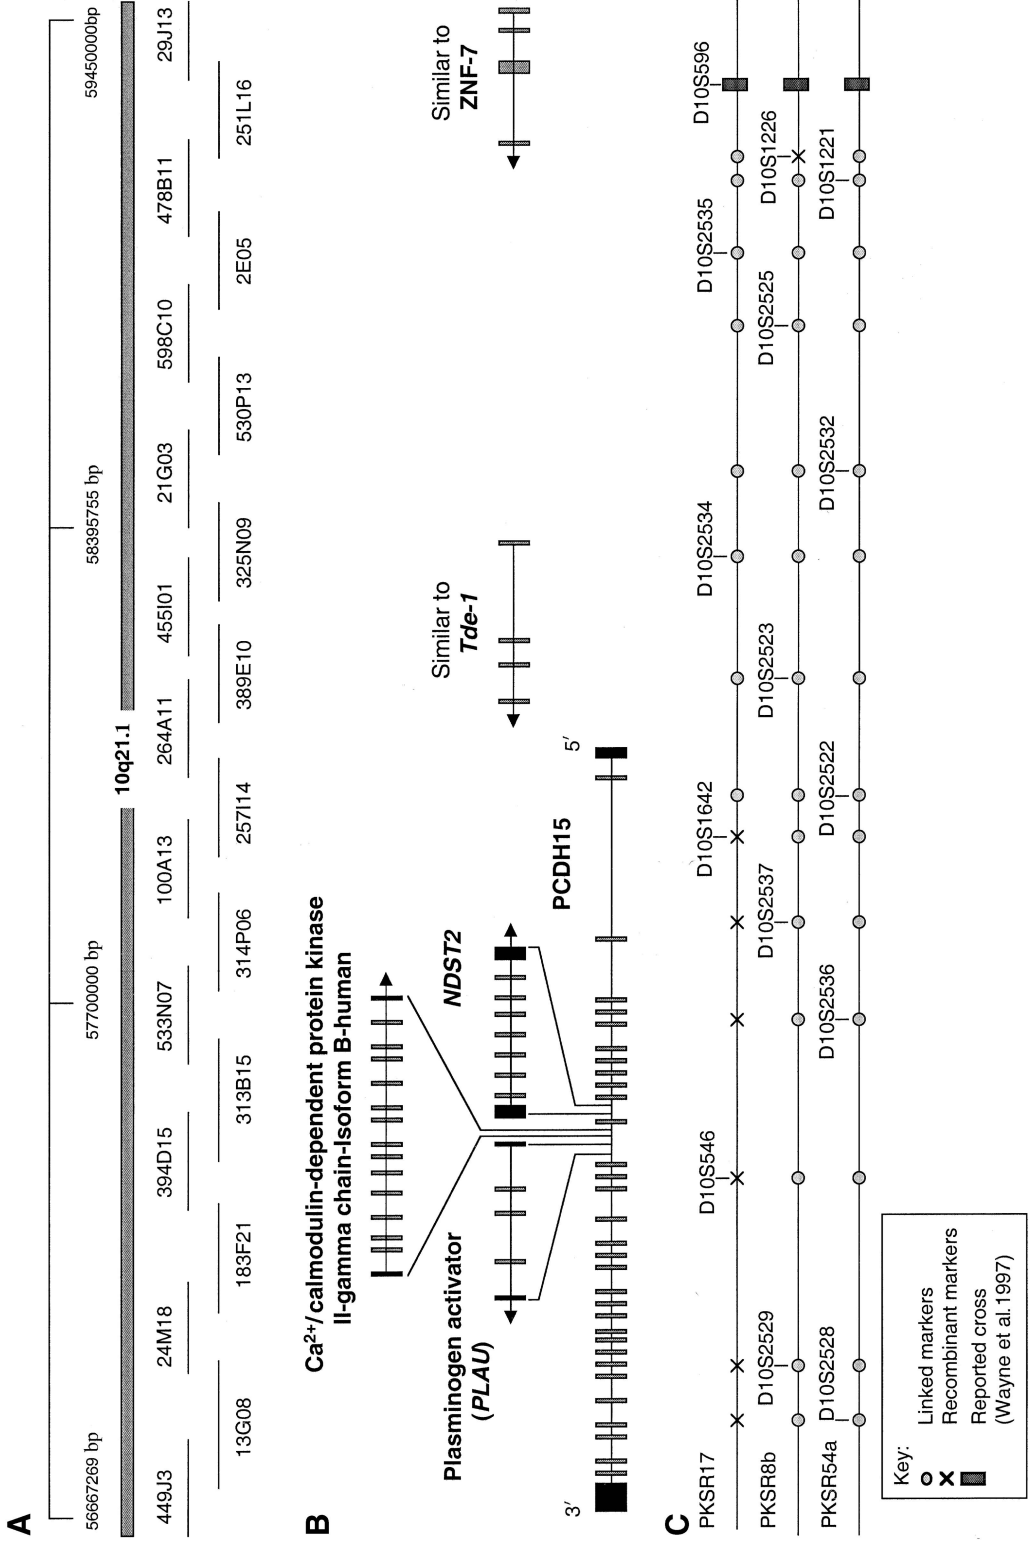 A
56667269 bp
57700000 bp
58395755 bp
59450000bp
10q21.1
449J3
24M18
394D15
533N07
100A13
264A11
455I01
21G03
598C10
478B11
29J13
13G08
183F21
313B15
314P06
257I14
389E10
325N09
530P13
2E05
251L16
B
Ca2+/calmodulin-dependent protein kinase
II-gamma chain-Isoform B-human
Plasminogen activator
(PLAU)
NDST2
Similar to
Tde-1
Similar to
ZNF-7
PCDH15
3′
5′
C
PKSR17
D10S546
D10S1642
D10S2534
D10S2535
D10S596
PKSR8b
D10S2529
D10S2537
D10S2523
D10S2525
D10S1226
PKSR54a
D10S2528
D10S2536
D10S2522
D10S2532
D10S1221
Key:
Linked markers
Recombinant markers
Reported cross
(Wayne et al.1997)